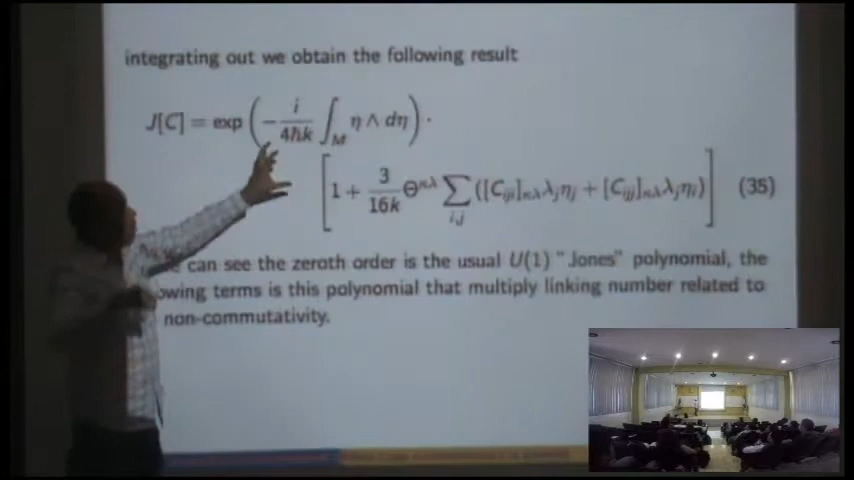 integrating out we obtain the following result
J[C] = exp (− i/4ħk ∫_M η ∧ dη) ·
[1 + 3/16k Θ^{κλ} Σ_{i,j} ([C_{iji}]_{κλ} λ_j η_j + [C_{ijj}]_{κλ} λ_j η_i)] (35)
can see the zeroth order is the usual U(1) "Jones" polynomial, the
owing terms is this polynomial that multiply linking number related to
non-commutativity.